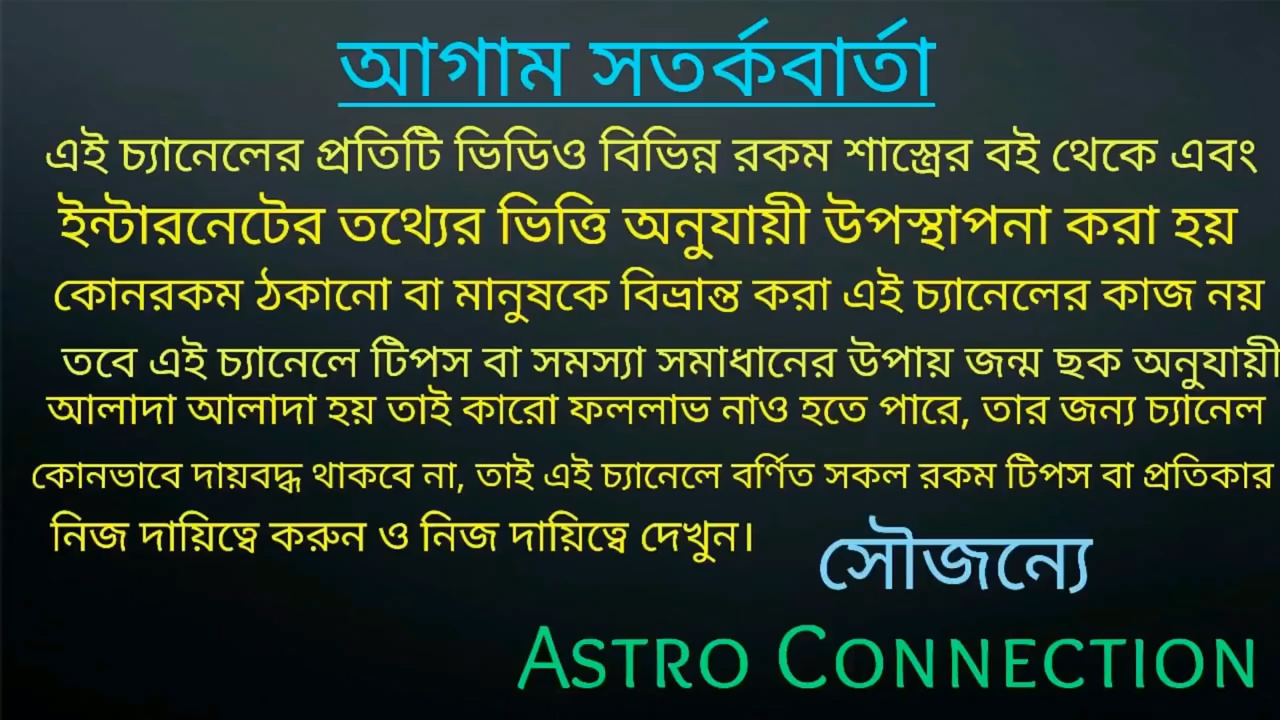 আগাম সতর্কবার্তা
এই চ্যানেলের প্রতিটি ভিডিও বিভিন্ন রকম শাস্ত্রের বই থেকে এবং
ইন্টারনেটের তথ্যের ভিত্তি অনুযায়ী উপস্থাপনা করা হয়
কোনরকম ঠকানো বা মানুষকে বিভ্রান্ত করা এই চ্যানেলের কাজ নয়
তবে এই চ্যানেলে টিপস বা সমস্যা সমাধানের উপায় জন্ম ছক অনুযায়ী
আলাদা আলাদা হয় তাই কারো ফললাভ নাও হতে পারে, তার জন্য চ্যানেল
কোনভাবে দায়বদ্ধ থাকবে না, তাই এই চ্যানেলে বর্ণিত সকল রকম টিপস বা প্রতিকার
নিজ দায়িত্বে করুন ও নিজ দায়িত্বে দেখুন।
সৌজন্যে
ASTRO CONNECTION